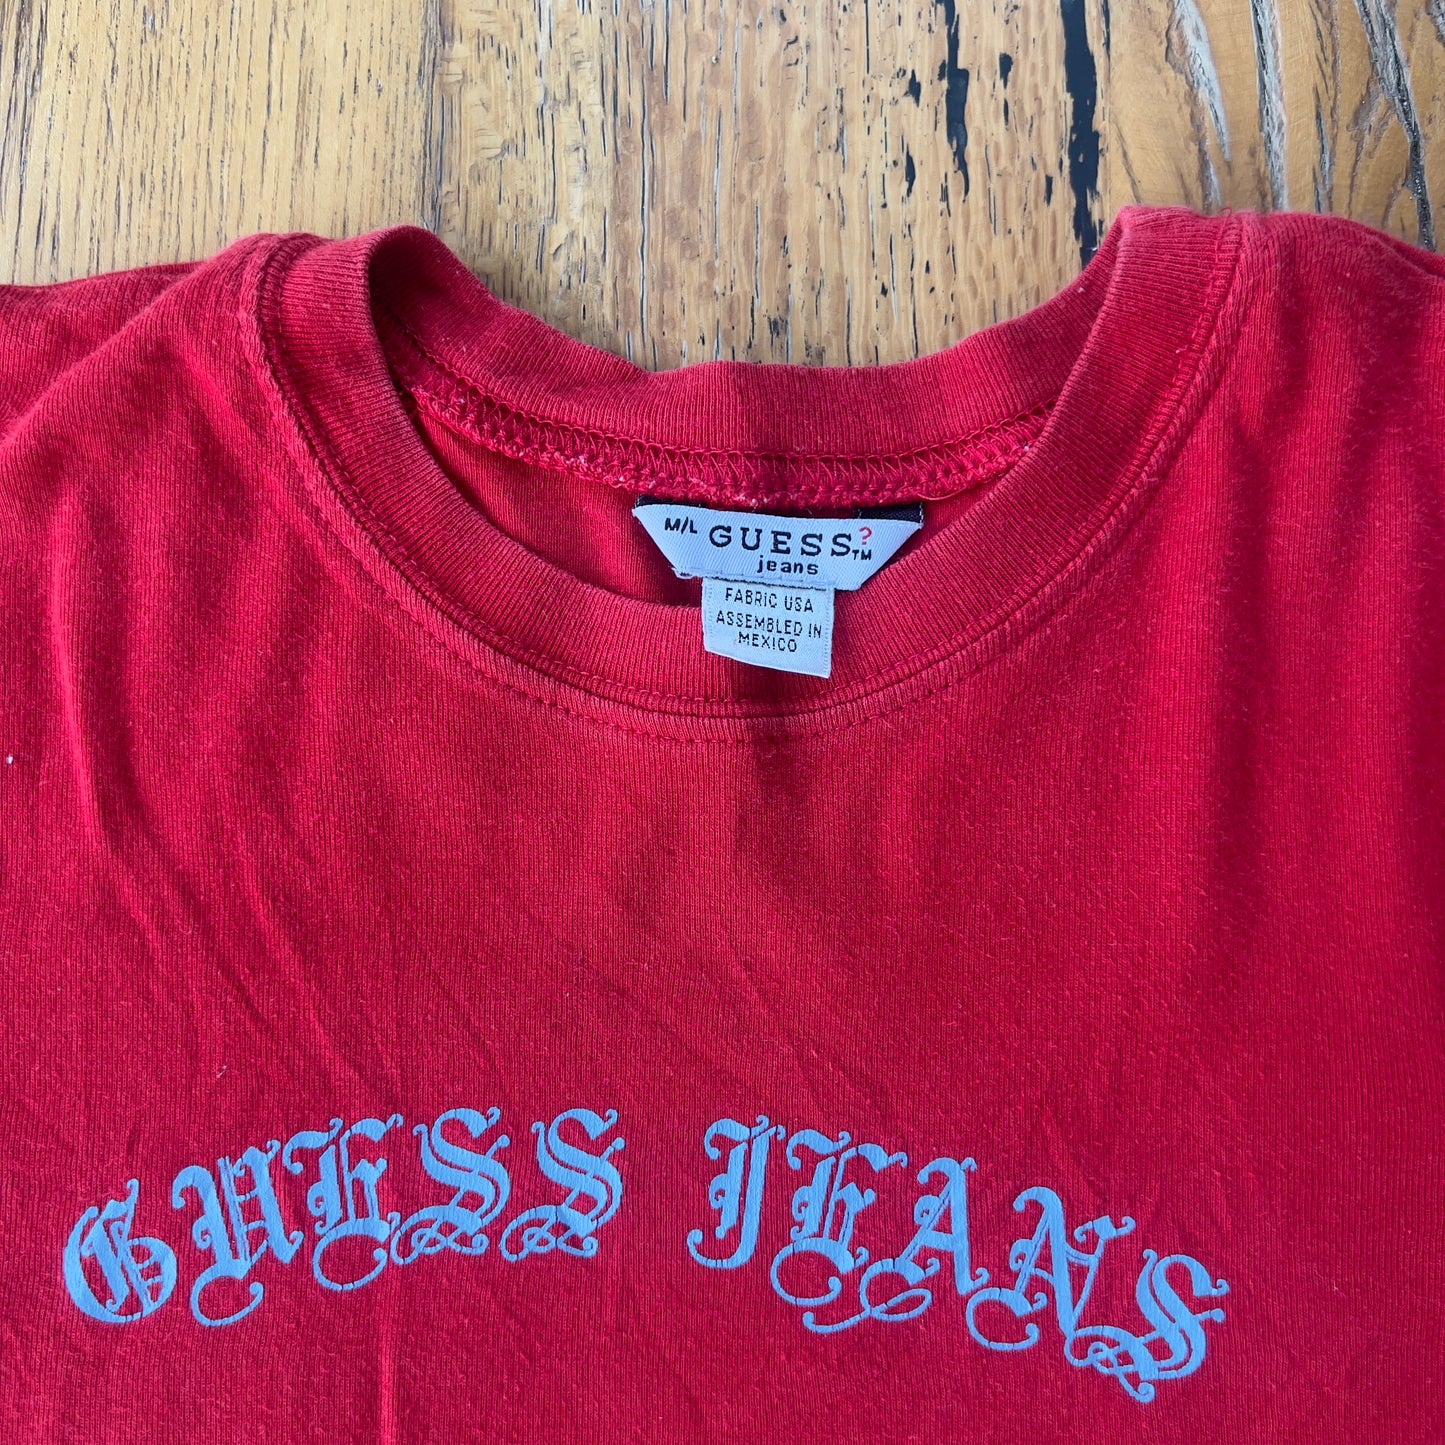 M/L GUESS?™
jeans
FABRIC USA
ASSEMBLED IN
MEXICO
GUESS JEANS